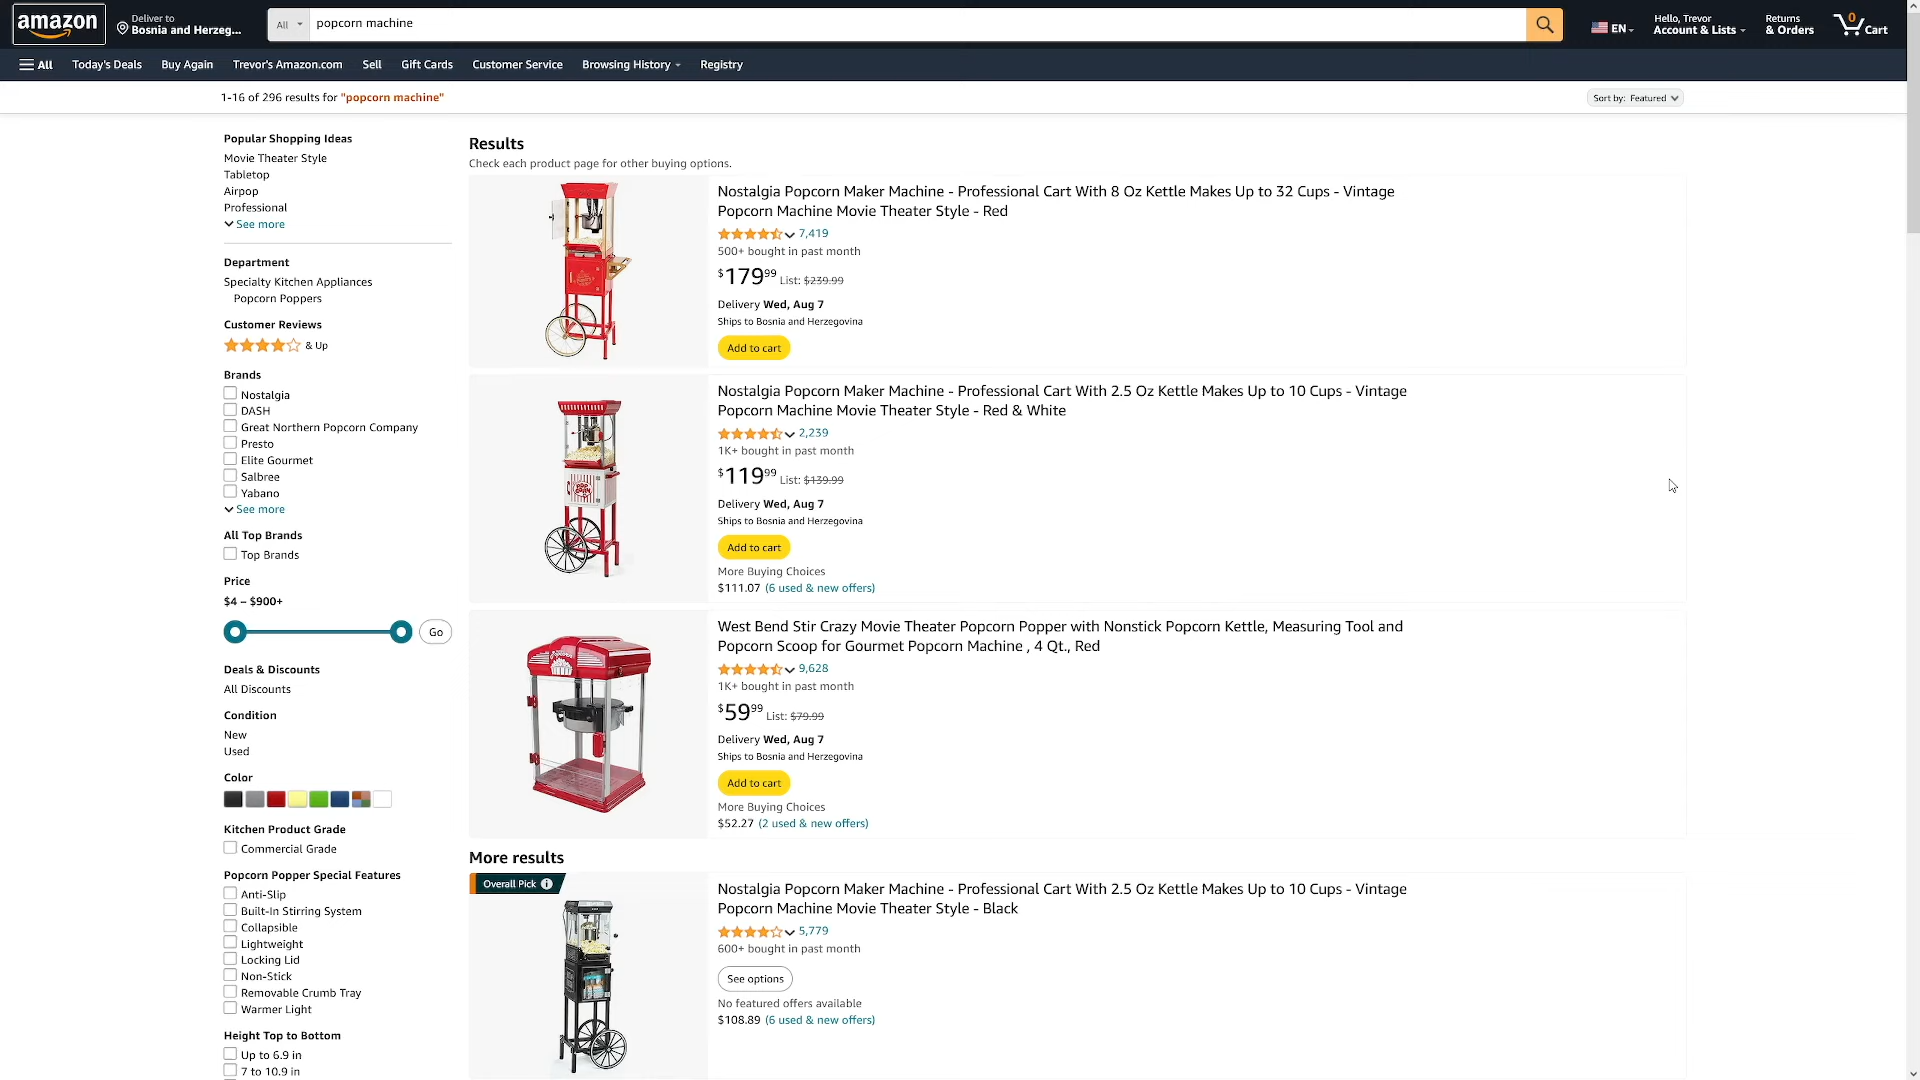 amazon
Deliver to
Bosnia and Herzeg...
All
popcorn machine
EN
Hello, Trevor
Account & Lists
Returns
& Orders
0
Cart
All
Today's Deals
Buy Again
Trevor's Amazon.com
Sell
Gift Cards
Customer Service
Browsing History
Registry
1-16 of 296 results for "popcorn machine"
Sort by: Featured
Popular Shopping Ideas
Movie Theater Style
Tabletop
Airpop
Professional
See more
Department
Specialty Kitchen Appliances
Popcorn Poppers
Customer Reviews
& Up
Brands
Nostalgia
DASH
Great Northern Popcorn Company
Presto
Elite Gourmet
Salbree
Yabano
See more
All Top Brands
Top Brands
Price
$4 – $900+
Go
Deals & Discounts
All Discounts
Condition
New
Used
Color
Kitchen Product Grade
Commercial Grade
Popcorn Popper Special Features
Anti-Slip
Built-In Stirring System
Collapsible
Lightweight
Locking Lid
Non-Stick
Removable Crumb Tray
Warmer Light
Height Top to Bottom
Up to 6.9 in
7 to 10.9 in
Results
Check each product page for other buying options.
Nostalgia Popcorn Maker Machine - Professional Cart With 8 Oz Kettle Makes Up to 32 Cups - Vintage
Popcorn Machine Movie Theater Style - Red
7,419
500+ bought in past month
$179.99 List: $239.99
Delivery Wed, Aug 7
Ships to Bosnia and Herzegovina
Add to cart
Nostalgia Popcorn Maker Machine - Professional Cart With 2.5 Oz Kettle Makes Up to 10 Cups - Vintage
Popcorn Machine Movie Theater Style - Red & White
2,239
1K+ bought in past month
$119.99 List: $139.99
Delivery Wed, Aug 7
Ships to Bosnia and Herzegovina
Add to cart
More Buying Choices
$111.07 (6 used & new offers)
West Bend Stir Crazy Movie Theater Popcorn Popper with Nonstick Popcorn Kettle, Measuring Tool and
Popcorn Scoop for Gourmet Popcorn Machine , 4 Qt., Red
9,628
1K+ bought in past month
$59.99 List: $79.99
Delivery Wed, Aug 7
Ships to Bosnia and Herzegovina
Add to cart
More Buying Choices
$52.27 (2 used & new offers)
More results
Overall Pick
Nostalgia Popcorn Maker Machine - Professional Cart With 2.5 Oz Kettle Makes Up to 10 Cups - Vintage
Popcorn Machine Movie Theater Style - Black
5,779
600+ bought in past month
See options
No featured offers available
$108.89 (6 used & new offers)